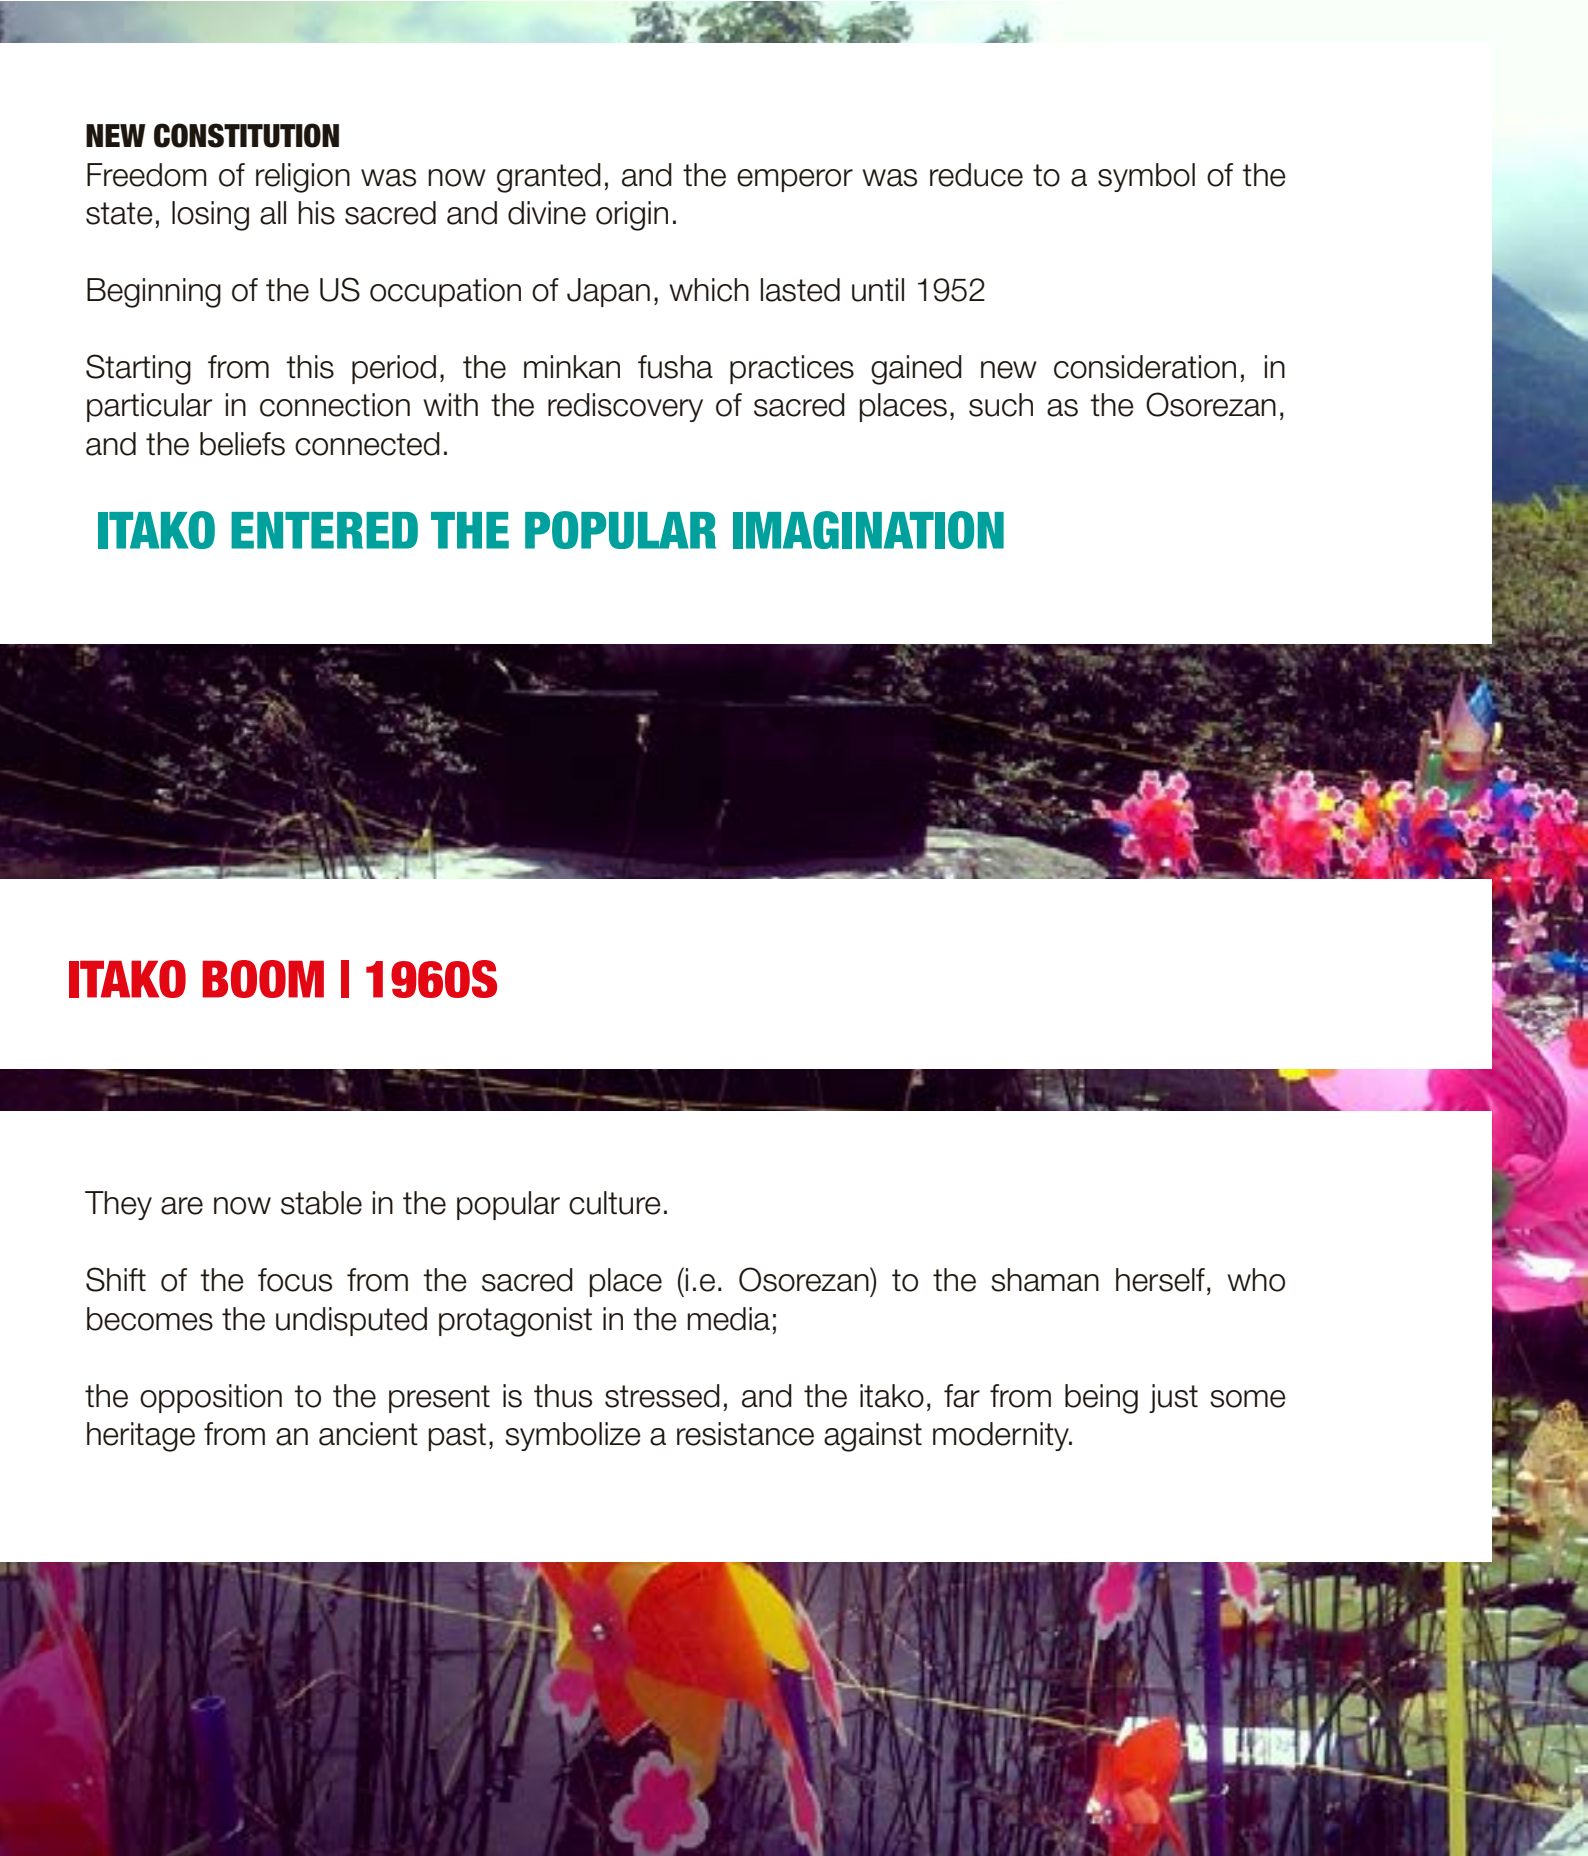 NEW CONSTITUTION
Freedom of religion was now granted, and the emperor was reduce to a symbol of the
state, losing all his sacred and divine origin.
Beginning of the US occupation of Japan, which lasted until 1952
Starting from this period, the minkan fusha practices gained new consideration, in
particular in connection with the rediscovery of sacred places, such as the Osorezan,
and the beliefs connected.
ITAKO ENTERED THE POPULAR IMAGINATION
ITAKO BOOM | 1960S
They are now stable in the popular culture.
Shift of the focus from the sacred place (i.e. Osorezan) to the shaman herself, who
becomes the undisputed protagonist in the media;
the opposition to the present is thus stressed, and the itako, far from being just some
heritage from an ancient past, symbolize a resistance against modernity.